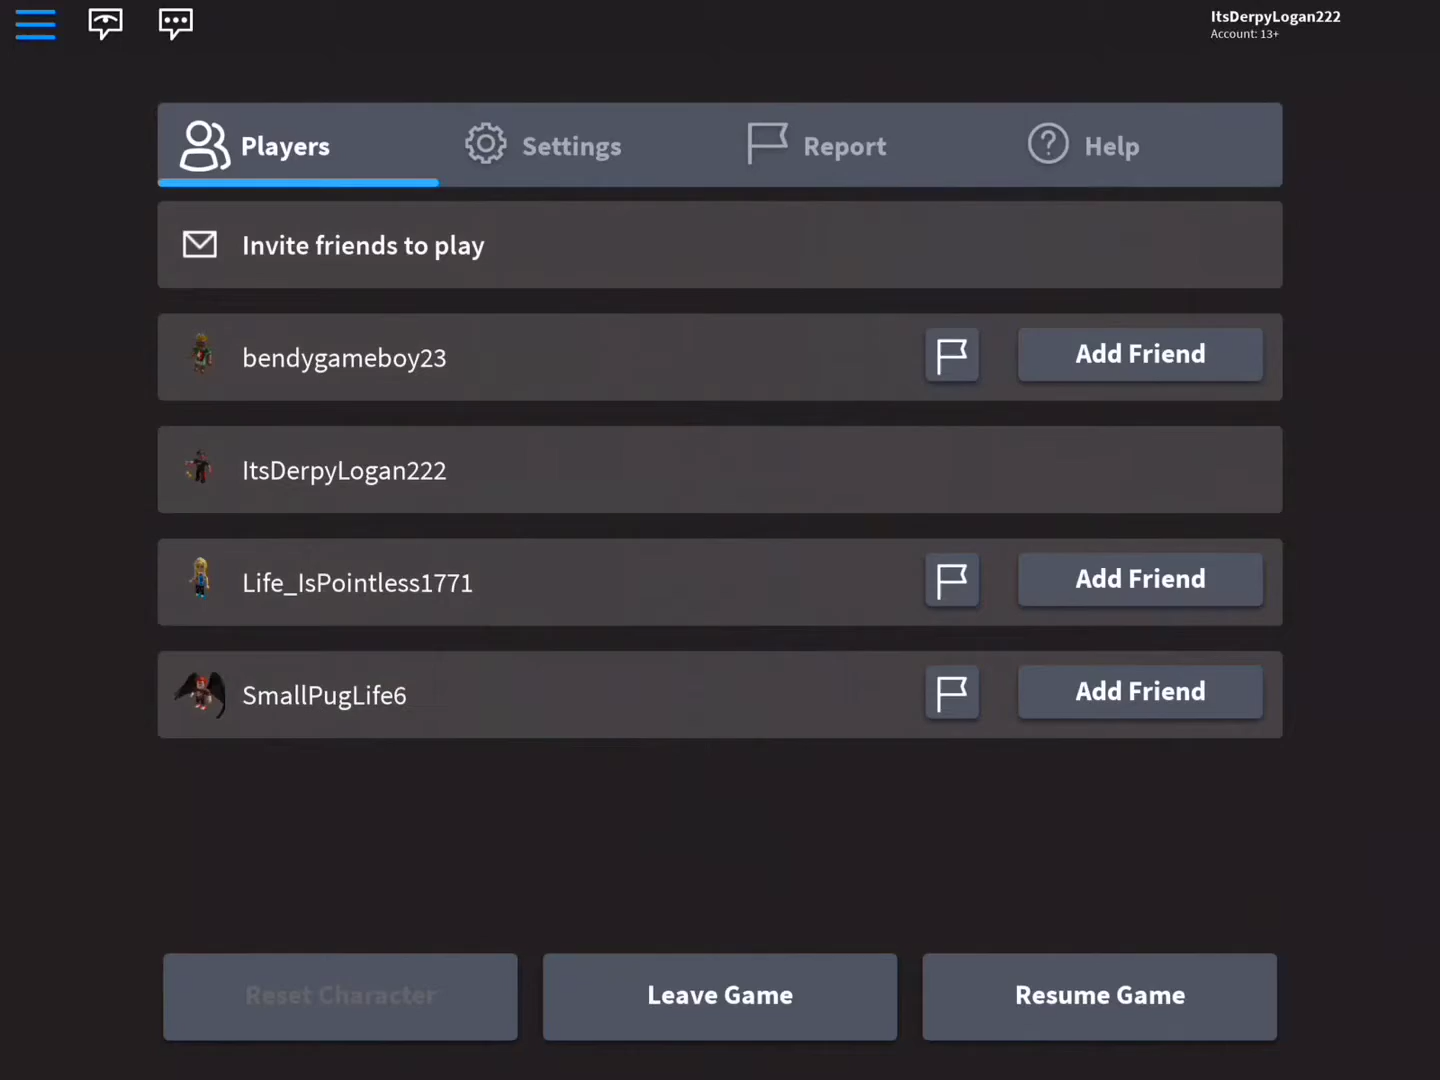 ItsDerpyLogan222
Account: 13+
Players
Settings
Report
Help
Invite friends to play
bendygameboy23
Add Friend
ItsDerpyLogan222
Life_IsPointless1771
Add Friend
SmallPugLife6
Add Friend
Reset Character
Leave Game
Resume Game